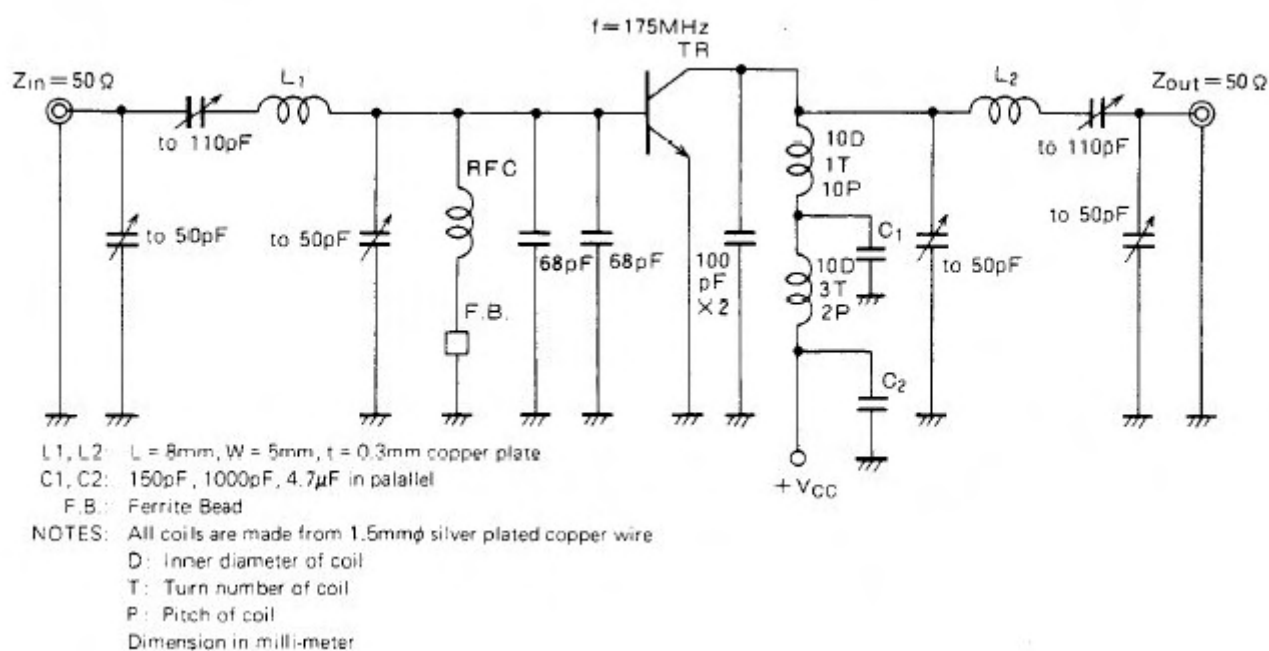 f=175MHz
TR
Zin=50Ω
L1
L2
Zout=50Ω
to 110pF
to 110pF
10D
1T
10P
RFC
to 50pF
to 50pF
to 50pF
68pF
68pF
100
pF
X2
C1
10D
3T
2P
to 50pF
F.B.
C2
+VCC
L1, L2: L = 8mm, W = 5mm, t = 0.3mm copper plate
C1, C2: 150pF, 1000pF, 4.7μF in palallel
F.B.: Ferrite Bead
NOTES: All coils are made from 1.5mmϕ silver plated copper wire
D: Inner diameter of coil
T: Turn number of coil
P: Pitch of coil
Dimension in milli-meter